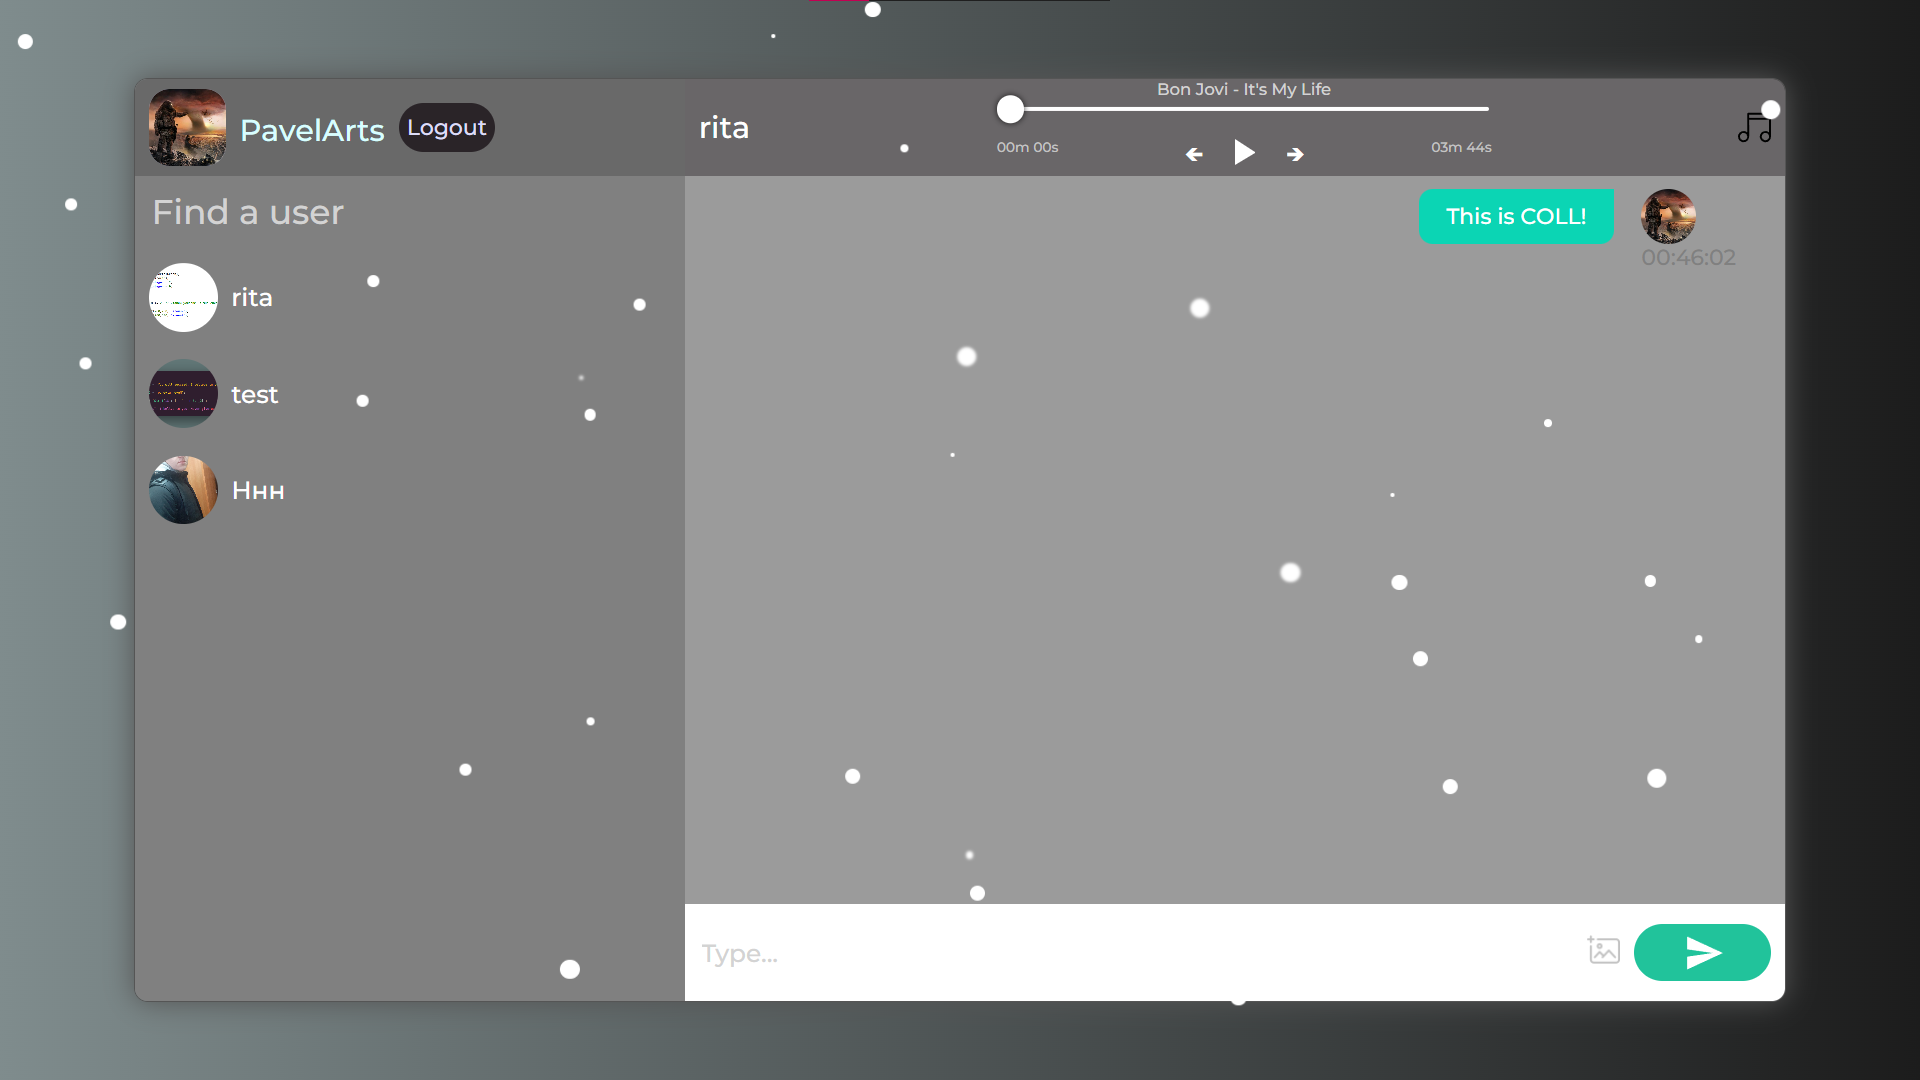 PavelArts
Logout
rita
Bon Jovi - It's My Life
00m 00s
03m 44s
Find a user
rita
test
Ннн
This is COLL!
00:46:02
Type...